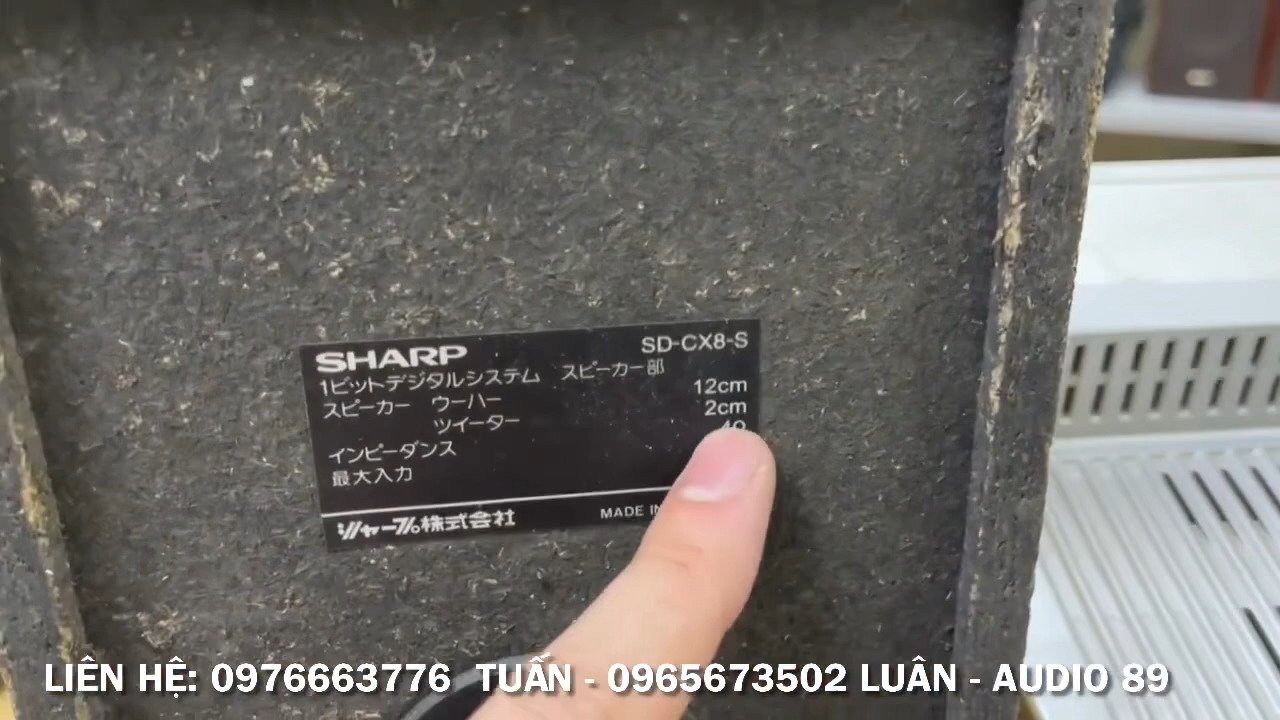 SHARP SD-CX8-S
1ビットデジタルシステム スピーカー部
スピーカー ウーハー 12cm
ツイーター 2cm
インピーダンス
最大入力
シャープ株式会社 MADE IN
LIÊN HỆ: 0976663776 TUẤN - 0965673502 LUÂN - AUDIO 89